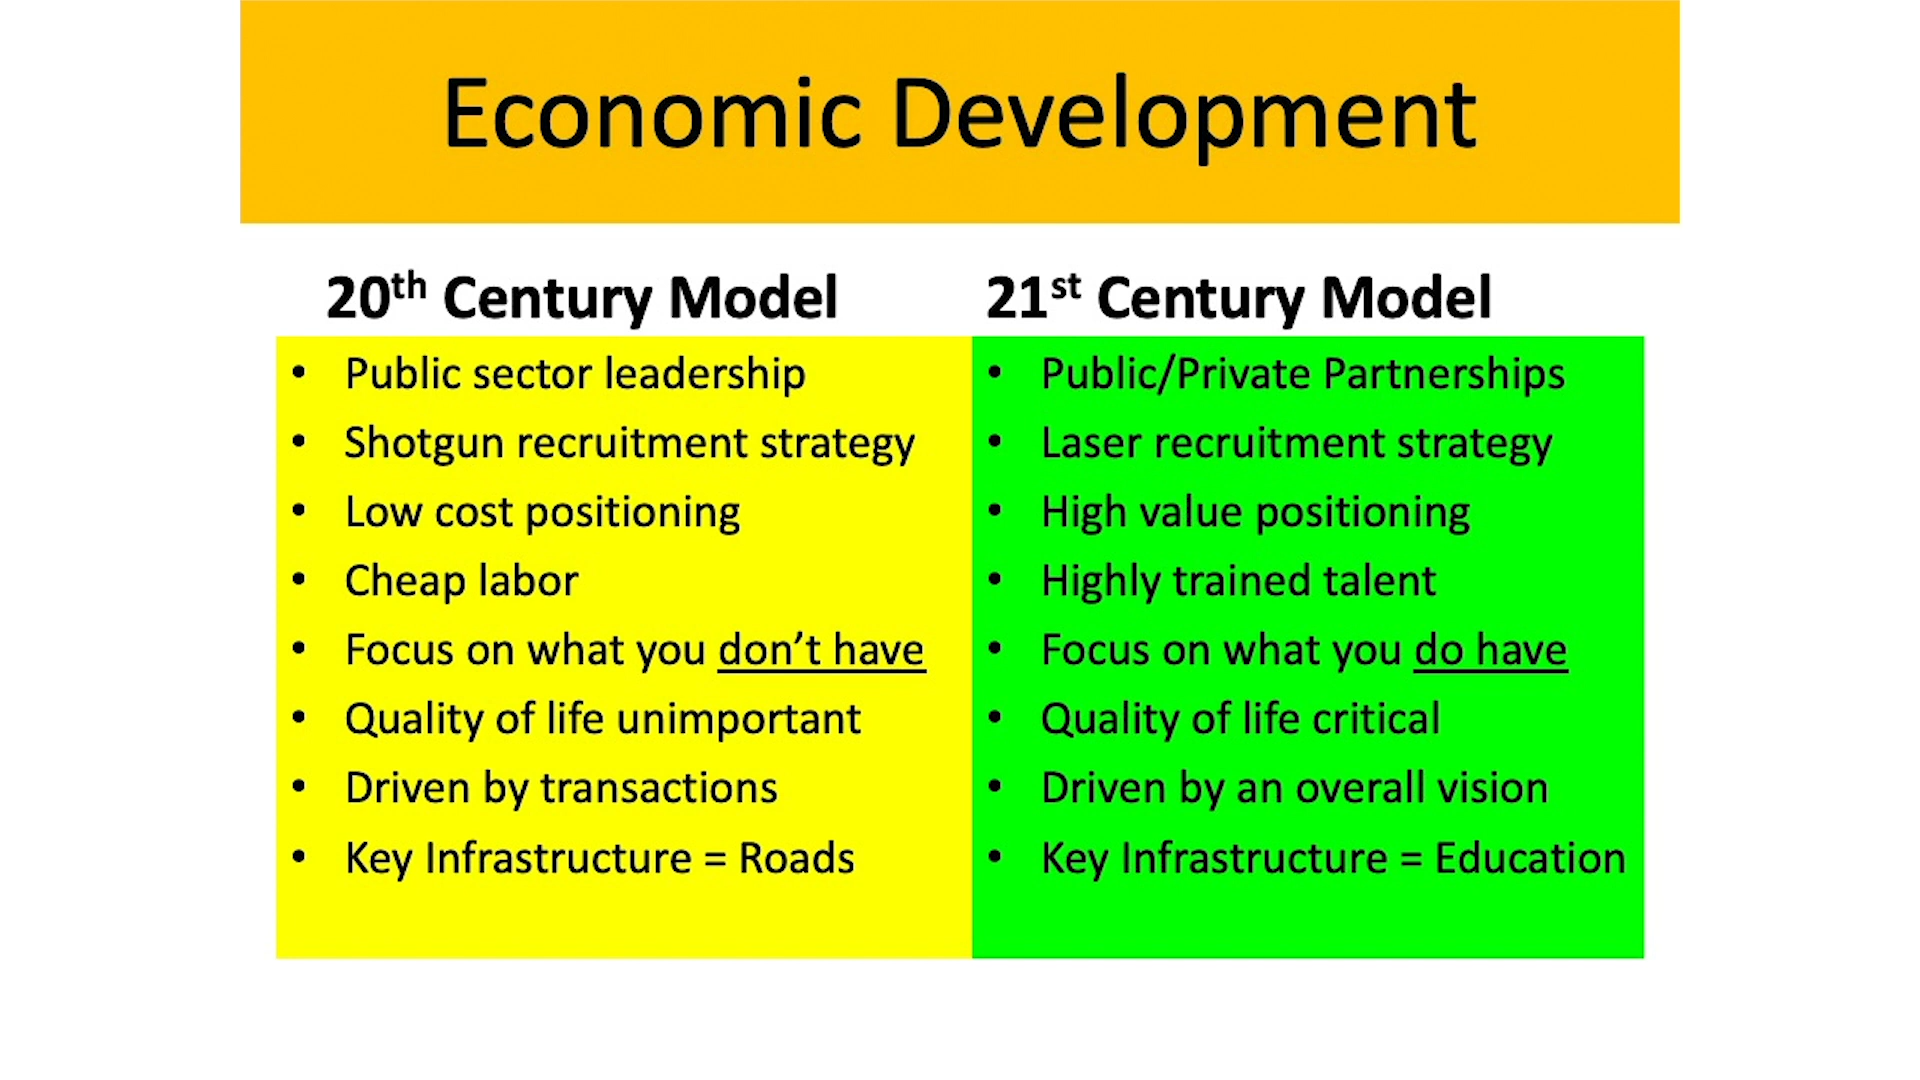 Economic Development
20th Century Model
• Public sector leadership
• Shotgun recruitment strategy
• Low cost positioning
• Cheap labor
• Focus on what you don’t have
• Quality of life unimportant
• Driven by transactions
• Key Infrastructure = Roads
21st Century Model
• Public/Private Partnerships
• Laser recruitment strategy
• High value positioning
• Highly trained talent
• Focus on what you do have
• Quality of life critical
• Driven by an overall vision
• Key Infrastructure = Education